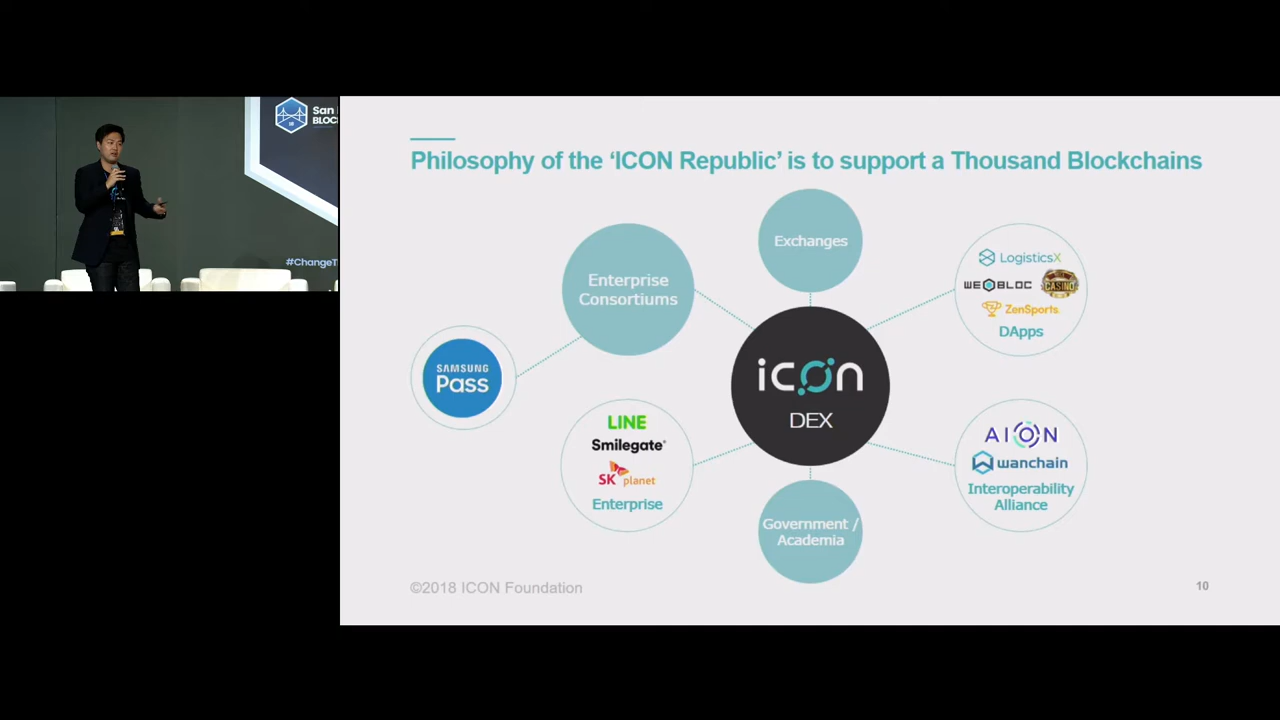 San
BLOC
#ChangeT
Philosophy of the ‘ICON Republic’ is to support a Thousand Blockchains
Exchanges
Enterprise
Consortiums
LogisticsX
WEBLOC
CASINO
ZenSports
DApps
SAMSUNG
Pass
icon
DEX
LINE
Smilegate
SK planet
Enterprise
AION
wanchain
Interoperability
Alliance
Government /
Academia
©2018 ICON Foundation
10